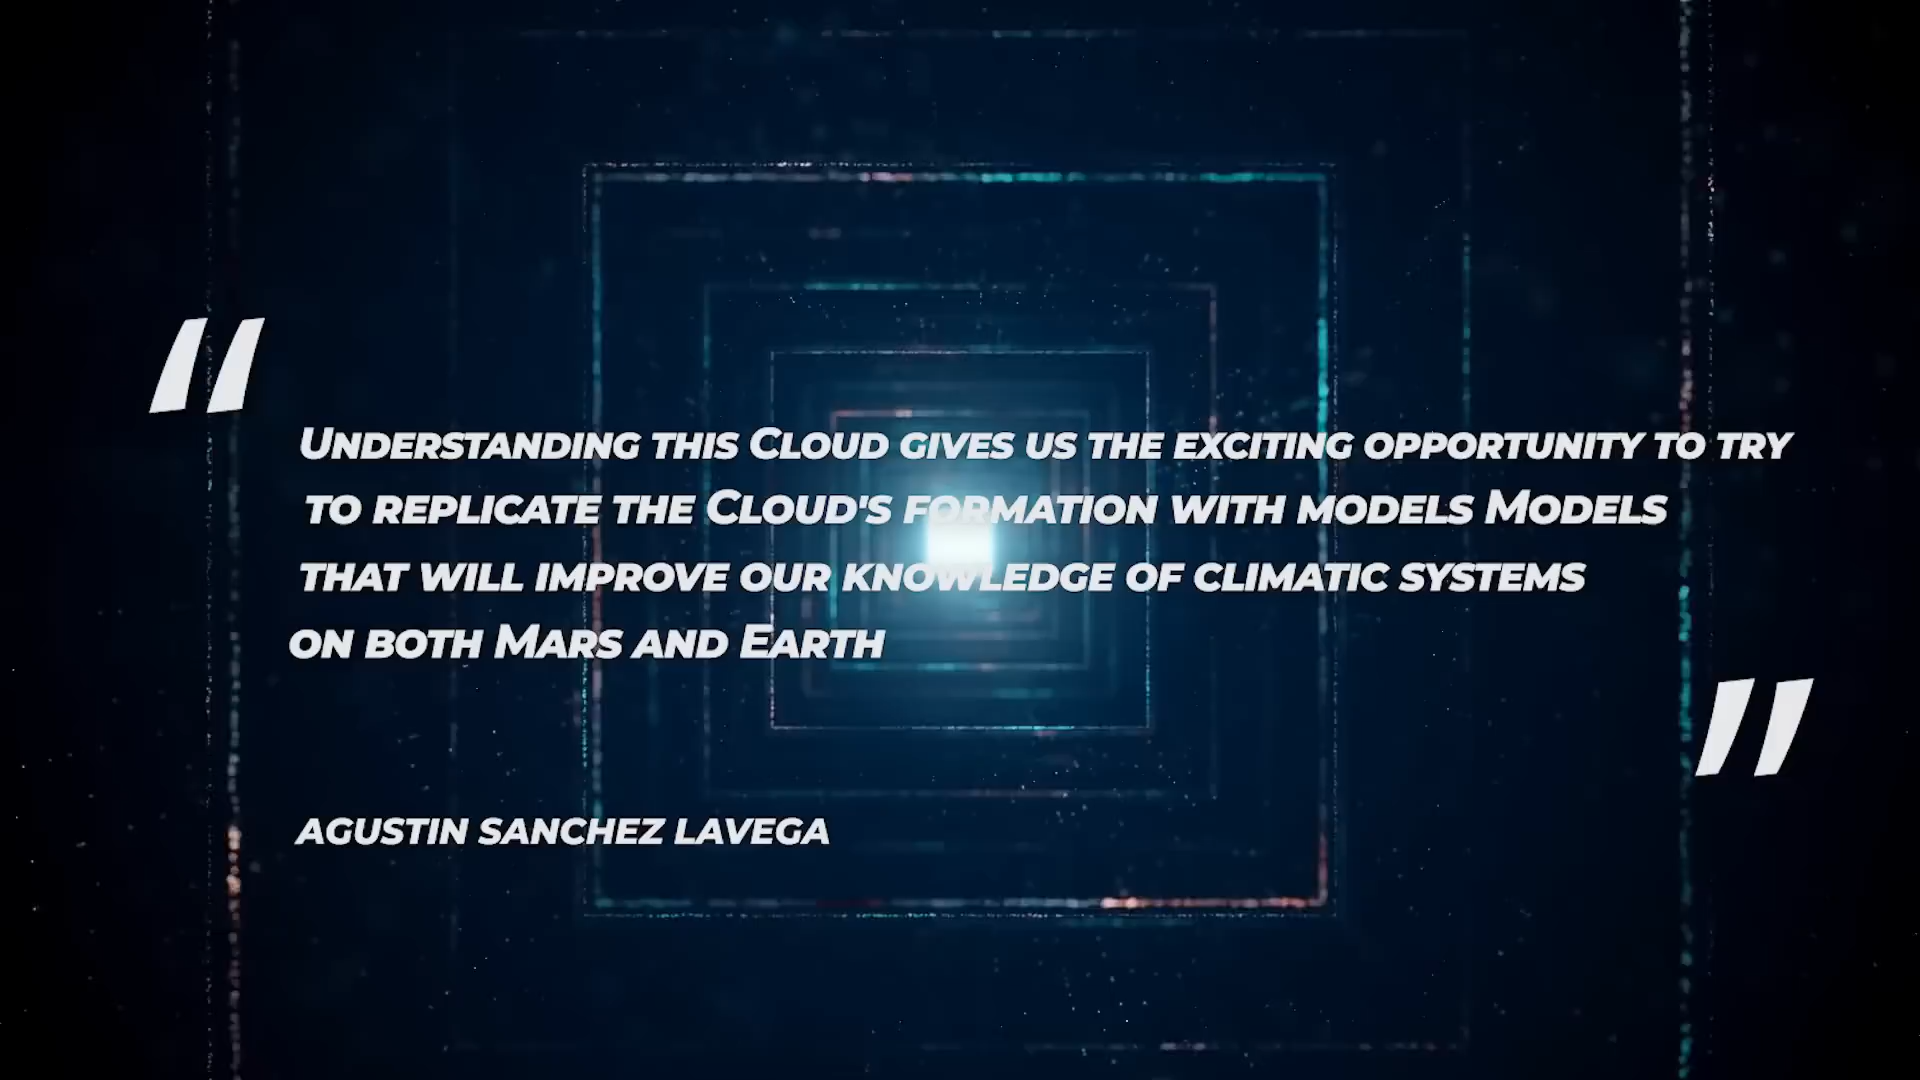 "
Understanding this Cloud gives us the exciting opportunity to try
to replicate the Cloud's formation with models Models
that will improve our knowledge of climatic systems
on both Mars and Earth
"
AGUSTIN SANCHEZ LAVEGA